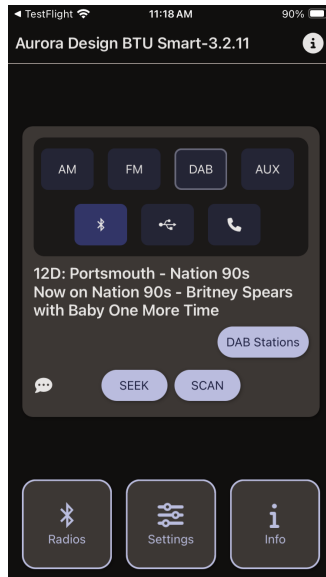 ◀ TestFlight 11:18 AM 90%
Aurora Design BTU Smart-3.2.11 i
AM FM DAB AUX
12D: Portsmouth - Nation 90s
Now on Nation 90s - Britney Spears
with Baby One More Time
DAB Stations
SEEK SCAN
Radios Settings Info